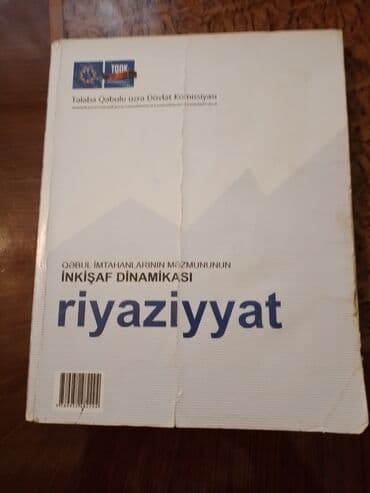 TQDK
Tələbə Qəbulu üzrə Dövlət Komissiyası
QƏBUL İMTAHANLARININ MƏZMUNUNUN
İNKİŞAF DİNAMİKASI
riyaziyyat